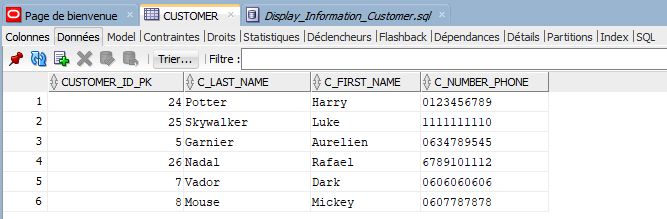 Page de bienvenue CUSTOMER Display_Information_Customer.sql
Colonnes Données Model Contraintes Droits Statistiques Déclencheurs Flashback Dépendances Détails Partitions Index SQL
Trier... Filtre :
CUSTOMER_ID_PK C_LAST_NAME C_FIRST_NAME C_NUMBER_PHONE
1 24 Potter Harry 0123456789
2 25 Skywalker Luke 1111111110
3 5 Garnier Aurelien 0634789545
4 26 Nadal Rafael 6789101112
5 7 Vador Dark 0606060606
6 8 Mouse Mickey 0607787878